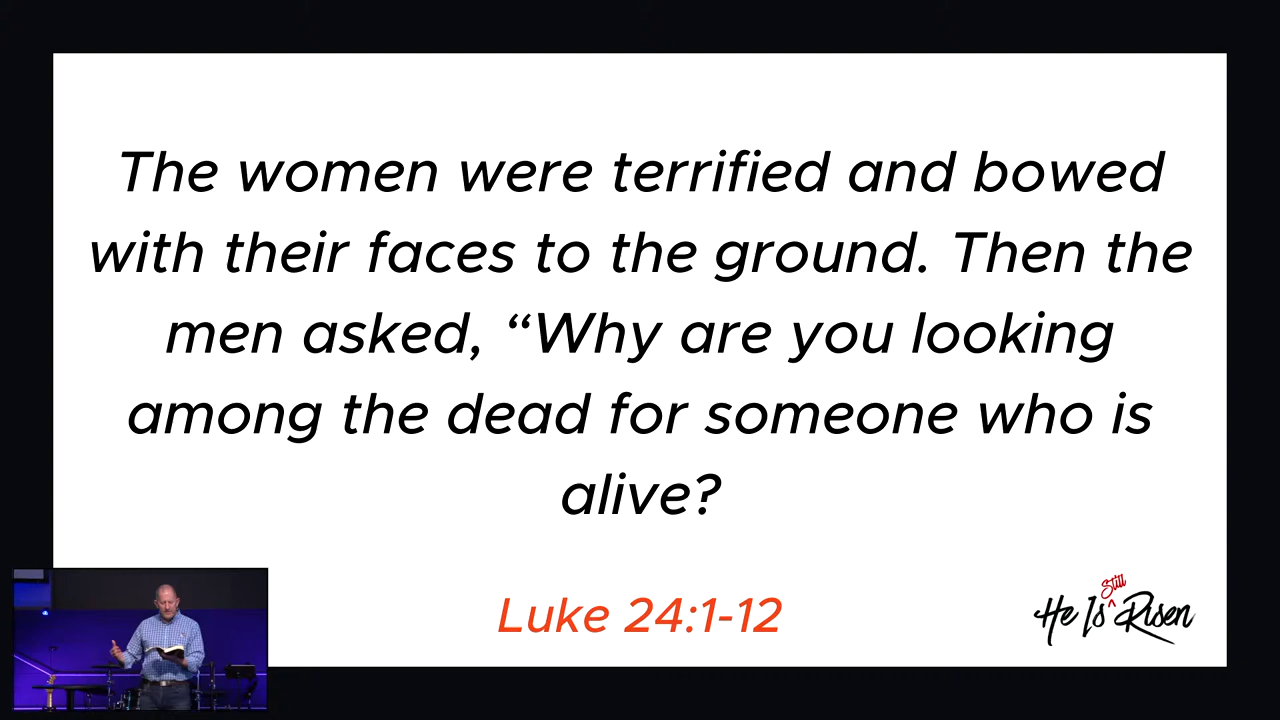 The women were terrified and bowed
with their faces to the ground. Then the
men asked, “Why are you looking
among the dead for someone who is
alive?
Luke 24:1-12
Still
He Is ^ Risen